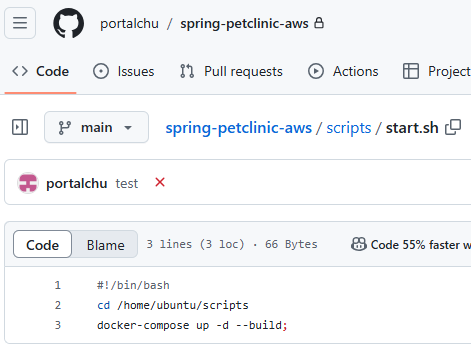 portalchu / spring-petclinic-aws
Code Issues Pull requests Actions Project
main spring-petclinic-aws / scripts / start.sh
portalchu test
Code Blame 3 lines (3 loc) · 66 Bytes Code 55% faster w
1 #!/bin/bash
2 cd /home/ubuntu/scripts
3 docker-compose up -d --build;